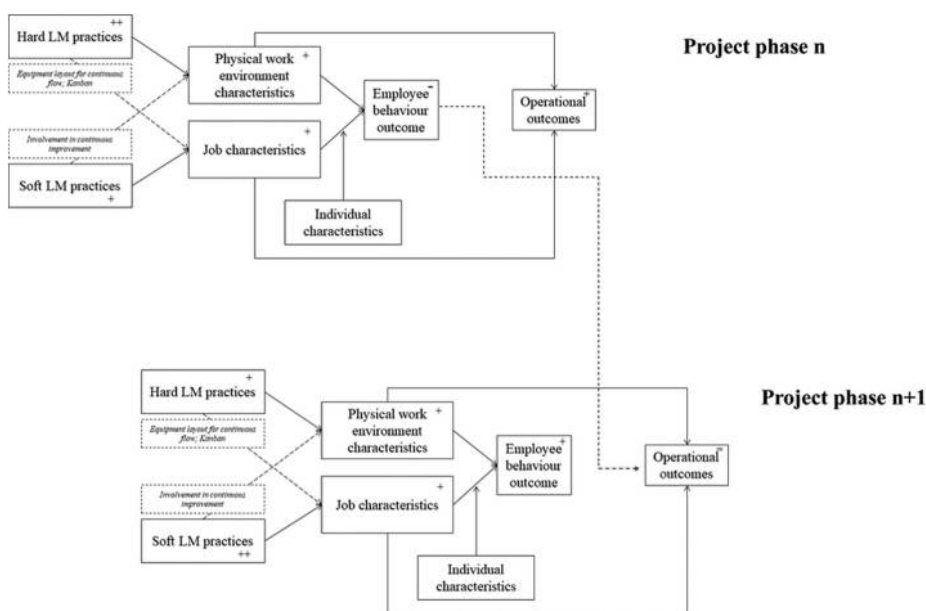 Project phase n
++
Hard LM practices
Equipment layout for continuous
flow; Kanban
Involvement in continuous
improvement
Soft LM practices
+
+
Physical work
environment
characteristics
+
Job characteristics
-
Employee
behaviour
outcome
Individual
characteristics
+
Operational
outcomes
Project phase n+1
+
Hard LM practices
Equipment layout for continuous
flow; Kanban
Involvement in continuous
improvement
Soft LM practices
++
+
Physical work
environment
characteristics
+
Job characteristics
+
Employee
behaviour
outcome
Individual
characteristics
-
Operational
outcomes